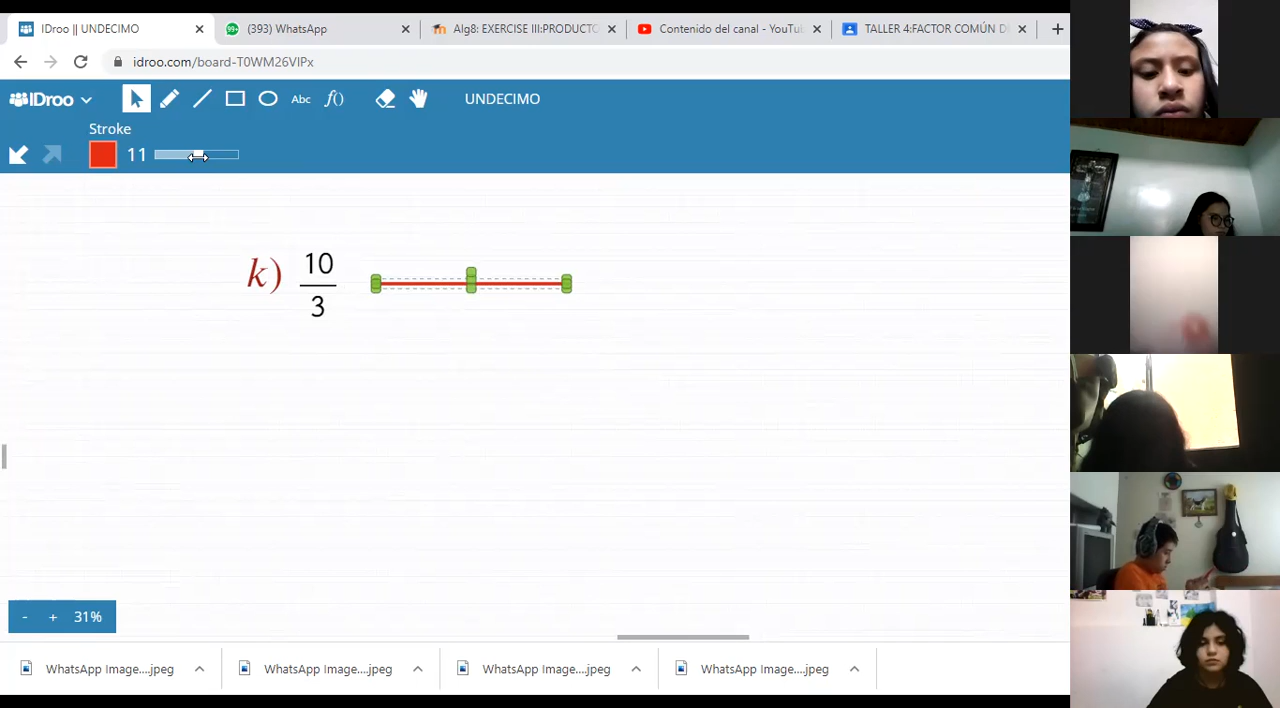 IDROO || UNDECIMO
(393) WhatsApp
99+
Alg8: EXERCISE III:PRODUCTO
Contenido del canal - YouTu
TALLER 4:FACTOR COMÚN D
idroo.com/board-T0WM26VIPx
IDroo
Abc
f()
UNDECIMO
Stroke
11
k) 10
3
- + 31%
WhatsApp Image....jpeg
WhatsApp Image....jpeg
WhatsApp Image....jpeg
WhatsApp Image....jpeg